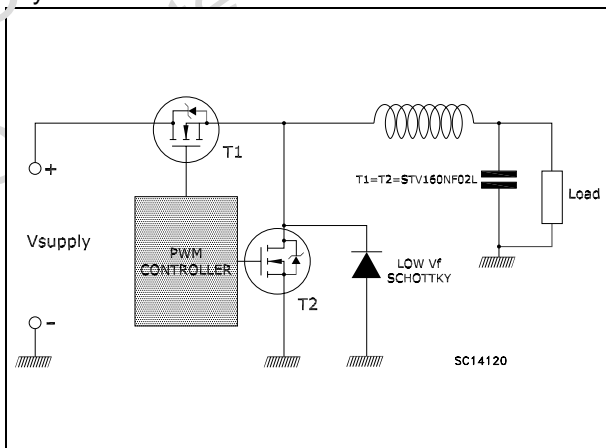 T1
+
T1=T2=STV160NF02L
Load
Vsupply
PWM
CONTROLLER
LOW Vf
SCHOTTKY
T2
-
SC14120